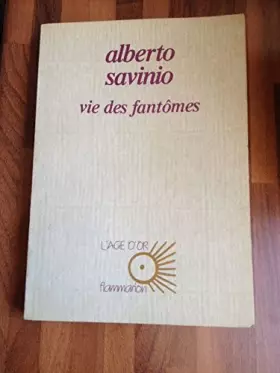 alberto
savinio
vie des fantômes
L'AGE D'OR
flammarion